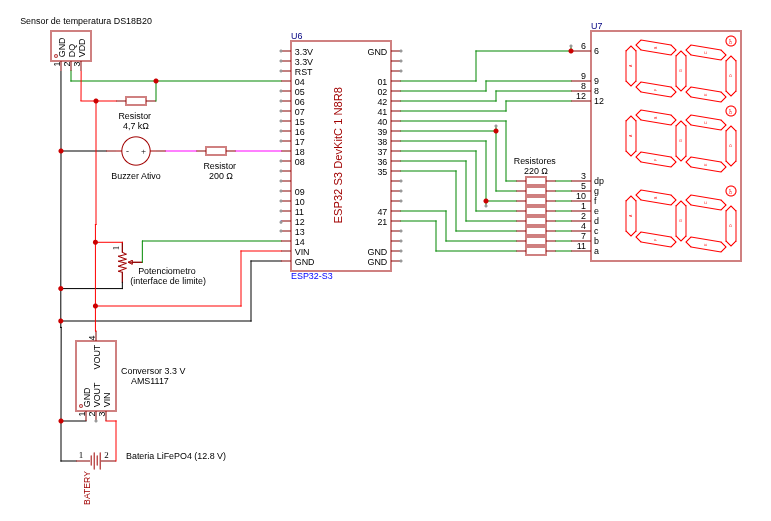 Sensor de temperatura DS18B20
GND
DQ
VDD
1
2
3
Resistor
4,7 kΩ
- +
Buzzer Ativo
Resistor
200 Ω
1
Potenciometro
(interface de limite)
4
VOUT
GND
VOUT
VIN
1
2
3
Conversor 3.3 V
AMS1117
1 2
BATERY
Bateria LiFePO4 (12.8 V)
U6
3.3V
3.3V
RST
04
05
06
07
15
16
17
18
08
09
10
11
12
13
14
VIN
GND
ESP32 S3 DevKitC 1 N8R8
GND
01
02
42
41
40
39
38
37
36
35
47
21
GND
GND
ESP32-S3
Resistores
220 Ω
U7
6 6
9 9
8 8
12 12
3 dp
5 g
10 f
1 e
2 d
4 c
7 b
11 a